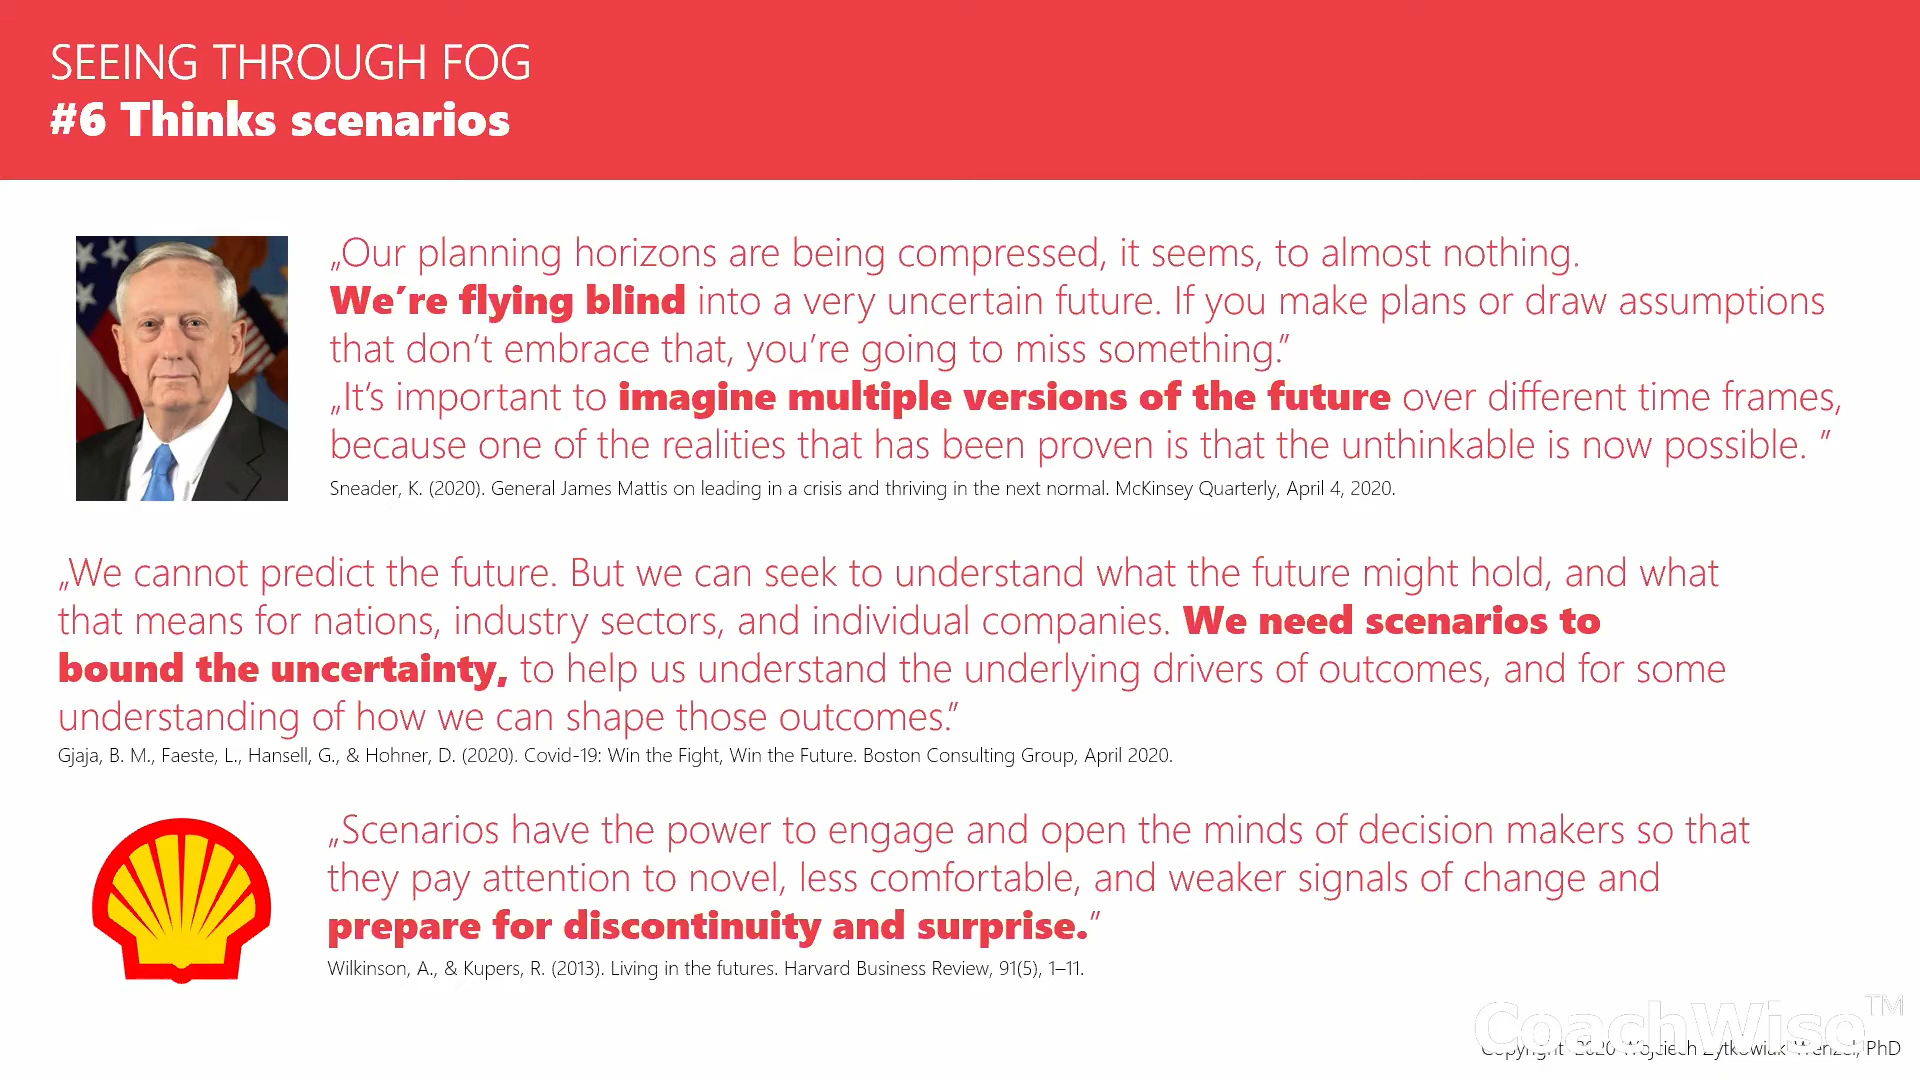 SEEING THROUGH FOG
#6 Thinks scenarios
„Our planning horizons are being compressed, it seems, to almost nothing.
We´re flying blind into a very uncertain future. If you make plans or draw assumptions
that don’t embrace that, you’re going to miss something.”
„It’s important to imagine multiple versions of the future over different time frames,
because one of the realities that has been proven is that the unthinkable is now possible. ”
Sneader, K. (2020). General James Mattis on leading in a crisis and thriving in the next normal. McKinsey Quarterly, April 4, 2020.
„We cannot predict the future. But we can seek to understand what the future might hold, and what
that means for nations, industry sectors, and individual companies. We need scenarios to
bound the uncertainty, to help us understand the underlying drivers of outcomes, and for some
understanding of how we can shape those outcomes.”
Gjaja, B. M., Faeste, L., Hansell, G., & Hohner, D. (2020). Covid-19: Win the Fight, Win the Future. Boston Consulting Group, April 2020.
„Scenarios have the power to engage and open the minds of decision makers so that
they pay attention to novel, less comfortable, and weaker signals of change and
prepare for discontinuity and surprise.”
Wilkinson, A., & Kupers, R. (2013). Living in the futures. Harvard Business Review, 91(5), 1–11.
CoachWise™
Copyright 2020 Wojciech Zytkowiak-Wenzel, PhD